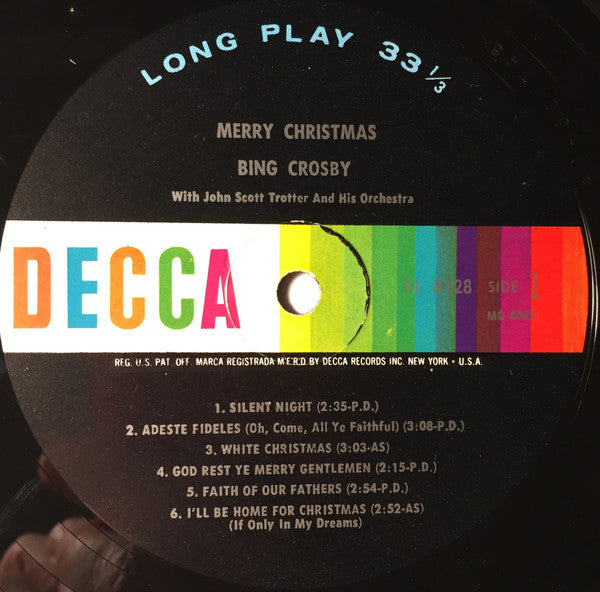 LONG PLAY 33 1/3
MERRY CHRISTMAS
BING CROSBY
With John Scott Trotter And His Orchestra
DECCA
DL 8128 SIDE 1
MG
REG. U.S. PAT. OFF. MARCA REGISTRADA M.E.R.D. BY DECCA RECORDS INC. NEW YORK • U.S.A.
1. SILENT NIGHT (2:35-P.D.)
2. ADESTE FIDELES (Oh, Come, All Ye Faithful) (3:08-P.D.)
3. WHITE CHRISTMAS (3:03-AS)
4. GOD REST YE MERRY GENTLEMEN (2:15-P.D.)
5. FAITH OF OUR FATHERS (2:54-P.D.)
6. I'LL BE HOME FOR CHRISTMAS (2:52-AS)
(If Only In My Dreams)